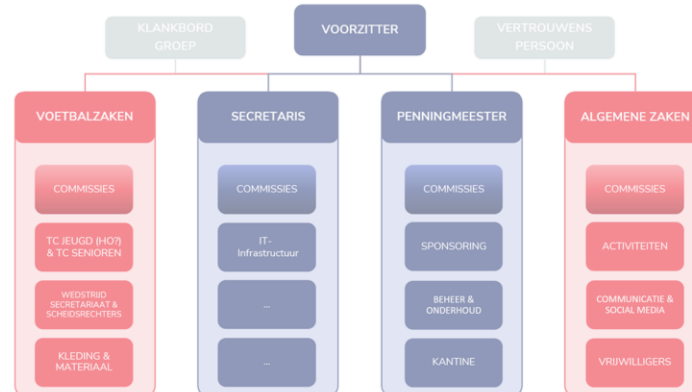 KLANKBORD
GROEP
VOORZITTER
VERTROUWENS
PERSOON
VOETBALZAKEN
COMMISSIES
TC JEUGD (HO?)
& TC SENIOREN
WEDSTRIJD
SECRETARIAAT &
SCHEIDSRECHTERS
KLEDING &
MATERIAAL
SECRETARIS
COMMISSIES
IT-
Infrastructuur
...
...
PENNINGMEESTER
COMMISSIES
SPONSORING
BEHEER &
ONDERHOUD
KANTINE
ALGEMENE ZAKEN
COMMISSIES
ACTIVITEITEN
COMMUNICATIE &
SOCIAL MEDIA
VRIJWILLIGERS